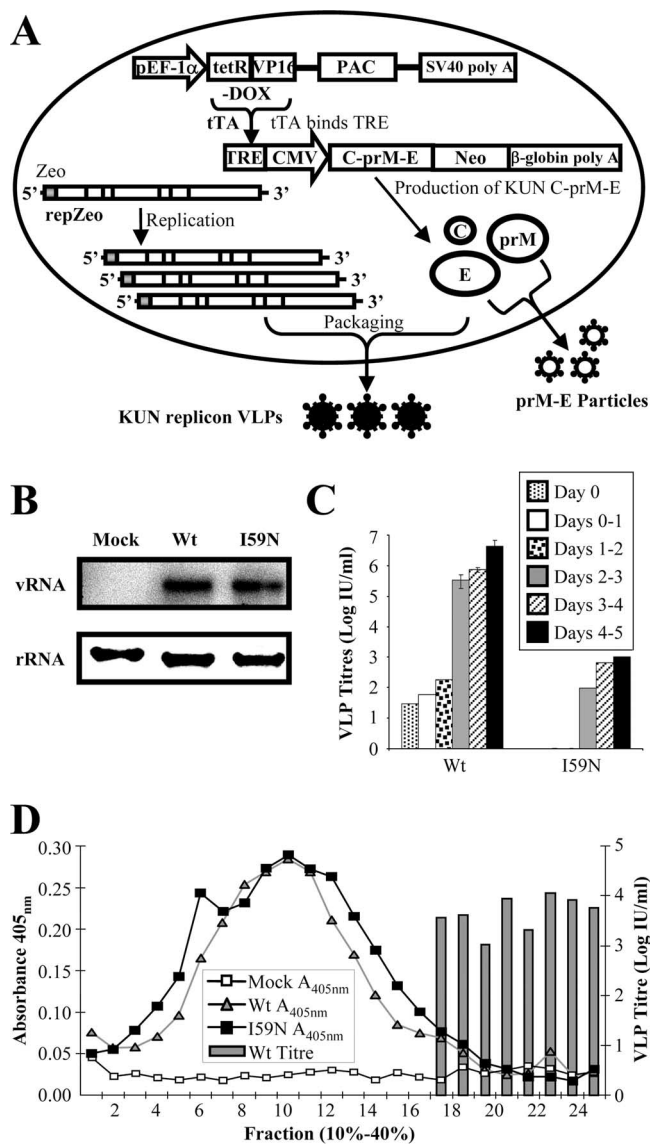 A
pEF-1α tetR VP16 PAC SV40 poly A
-DOX
tTA tTA binds TRE
TRE CMV C-prM-E Neo β-globin poly A
Zeo
5’ 3’
repZeo
Production of KUN C-prM-E
Replication
C prM
E
5’ 3’
5’ 3’
5’ 3’
Packaging
KUN replicon VLPs
prM-E Particles
B
Mock Wt I59N
vRNA
rRNA
C
Day 0
Days 0-1
Days 1-2
Days 2-3
Days 3-4
Days 4-5
VLP Titres (Log IU/ml)
7
6
5
4
3
2
1
0
Wt I59N
D
Absorbance 405nm
0.30
0.25
0.20
0.15
0.10
0.05
0.00
Mock A405nm
Wt A405nm
I59N A405nm
Wt Titre
5
4
3
2
1
0
VLP Titre (Log IU/ml)
2 4 6 8 10 12 14 16 18 20 22 24
Fraction (10%-40%)